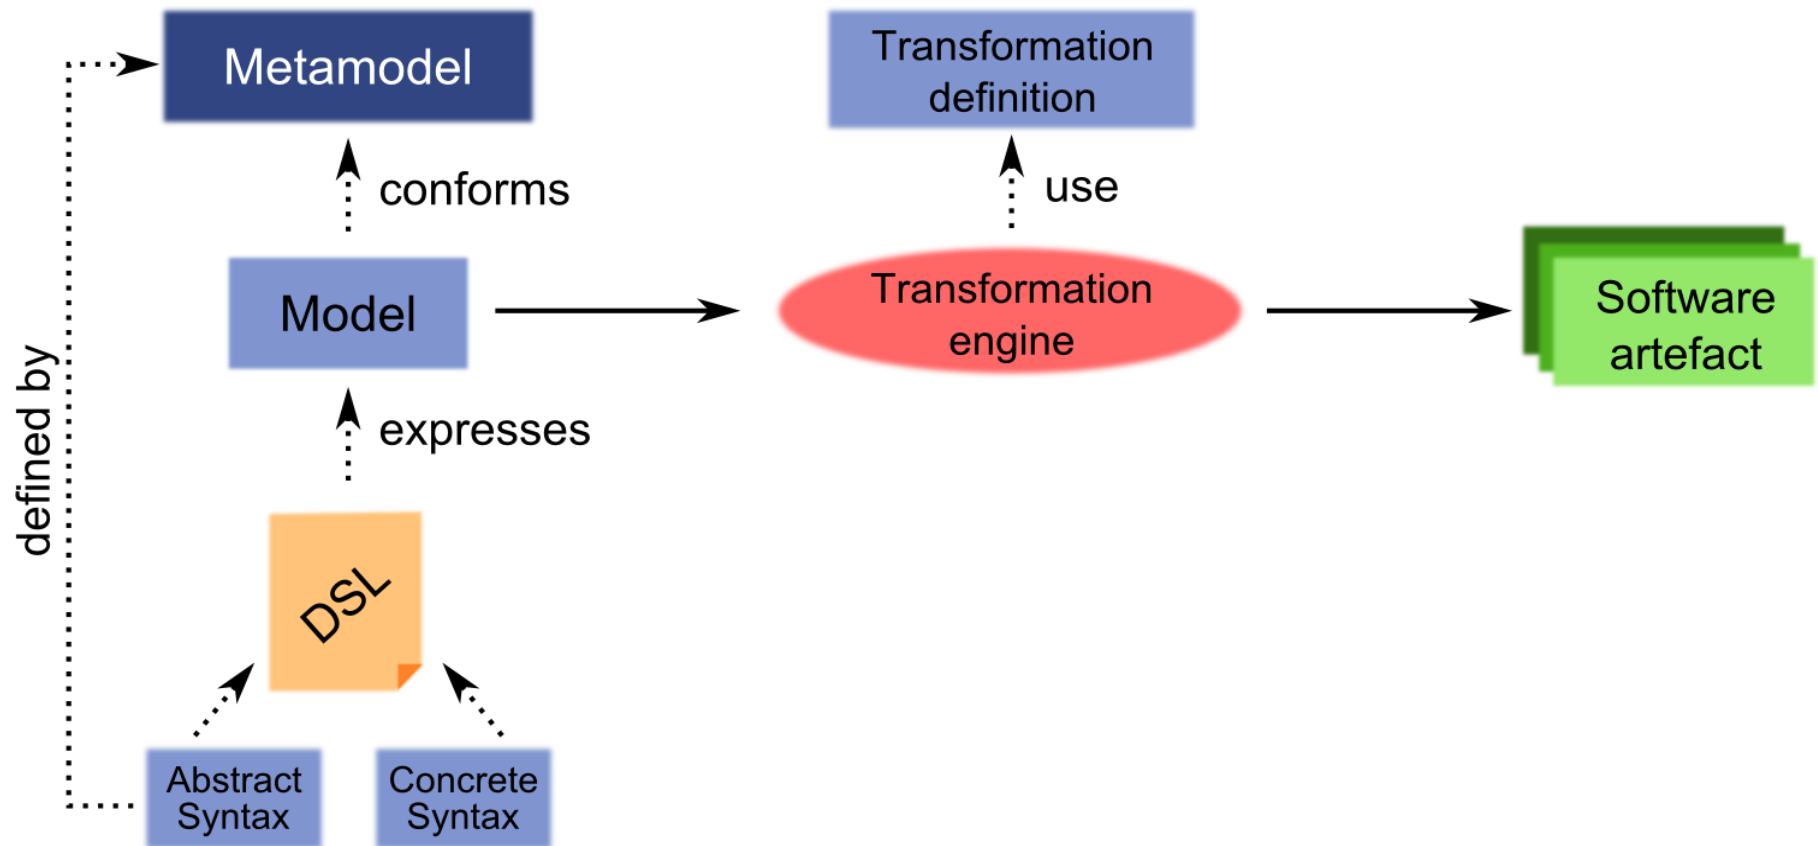 Metamodel
Transformation
definition
conforms
use
Model
Transformation
engine
Software
artefact
defined by
expresses
DSL
Abstract
Syntax
Concrete
Syntax